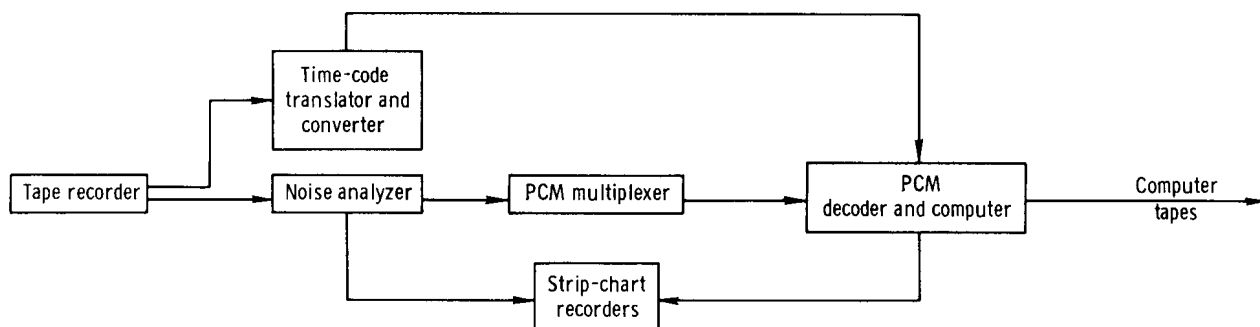 Time-code
translator and
converter
Tape recorder
Noise analyzer
PCM multiplexer
PCM
decoder and computer
Computer
tapes
Strip-chart
recorders